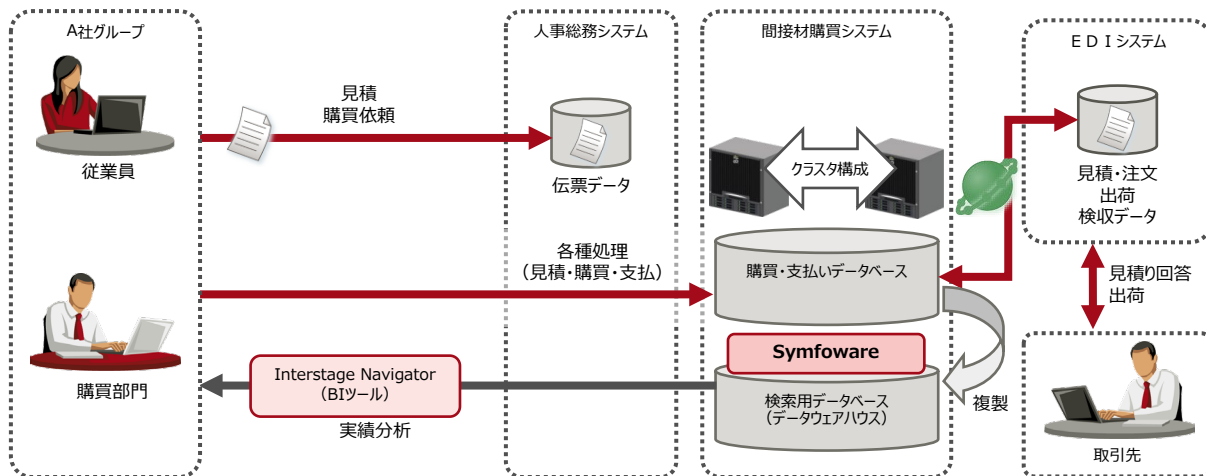 A社グループ
人事総務システム
間接材購買システム
ＥＤＩシステム
見積
購買依頼
従業員
伝票データ
クラスタ構成
見積・注文
出荷
検収データ
各種処理
（見積・購買・支払）
購買・支払いデータベース
見積り回答
出荷
購買部門
Interstage Navigator
（BIツール）
実績分析
Symfoware
検索用データベース
（データウェアハウス）
複製
取引先